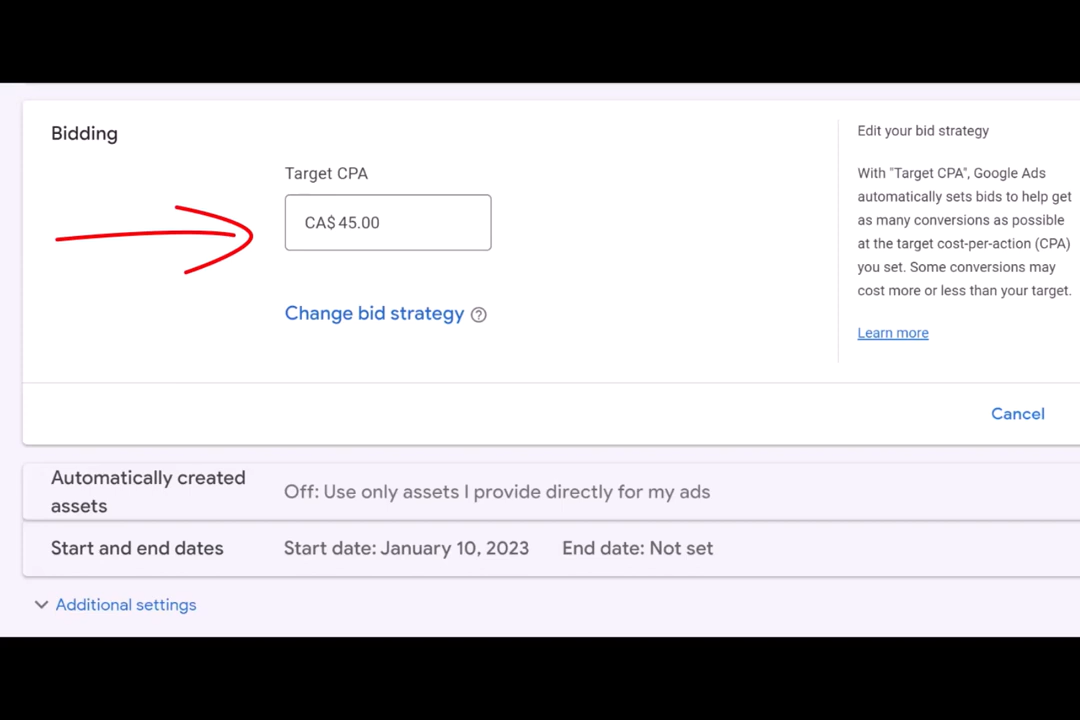 Bidding
Target CPA
CA$ 45.00
Change bid strategy
Edit your bid strategy
With "Target CPA", Google Ads
automatically sets bids to help get
as many conversions as possible
at the target cost-per-action (CPA)
you set. Some conversions may
cost more or less than your target.
Learn more
Cancel
Automatically created
assets
Off: Use only assets I provide directly for my ads
Start and end dates
Start date: January 10, 2023 End date: Not set
Additional settings